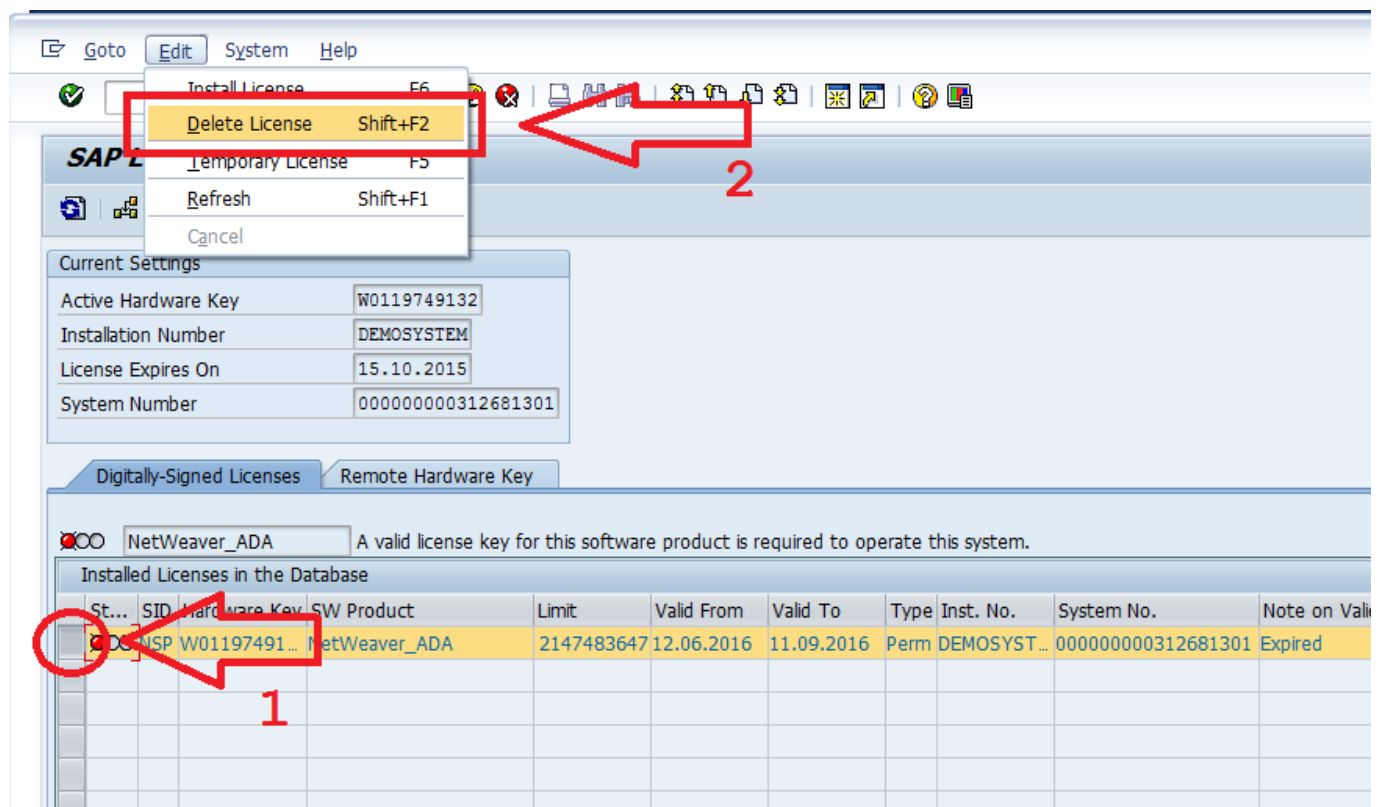 Goto Edit System Help
Install License F6
Delete License Shift+F2
SAP L
Temporary License F5
Refresh Shift+F1
Cancel
2
Current Settings
Active Hardware Key W0119749132
Installation Number DEMOSYSTEM
License Expires On 15.10.2015
System Number 000000000312681301
Digitally-Signed Licenses Remote Hardware Key
NetWeaver_ADA A valid license key for this software product is required to operate this system.
Installed Licenses in the Database
St... SID Hardware Key SW Product Limit Valid From Valid To Type Inst. No. System No. Note on Vali
NSP W01197491... NetWeaver_ADA 2147483647 12.06.2016 11.09.2016 Perm DEMOSYST... 000000000312681301 Expired
1